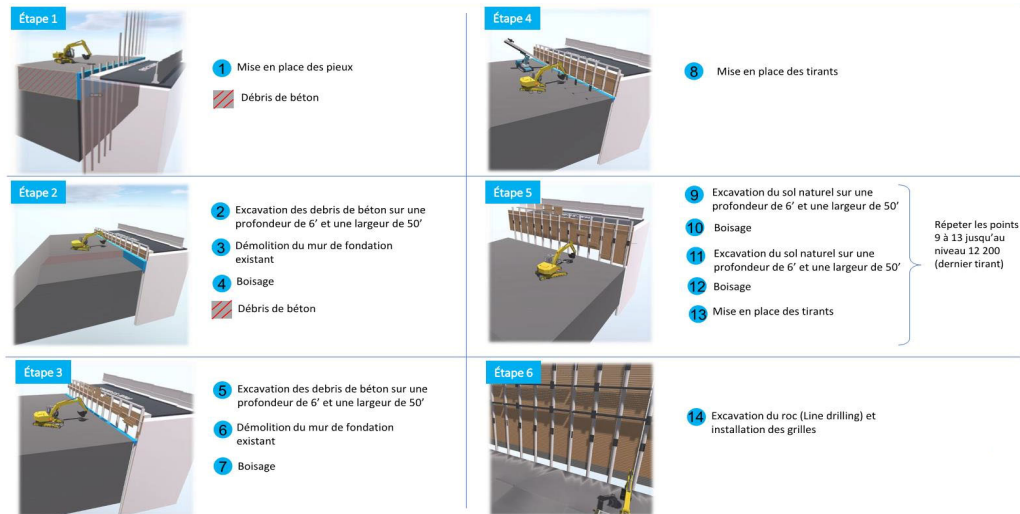 Étape 1
1 Mise en place des pieux
Débris de béton
Étape 2
2 Excavation des debris de béton sur une
profondeur de 6' et une largeur de 50'
3 Démolition du mur de fondation
existant
4 Boisage
Débris de béton
Étape 3
5 Excavation des debris de béton sur une
profondeur de 6' et une largeur de 50'
6 Démolition du mur de fondation
existant
7 Boisage
Étape 4
8 Mise en place des tirants
Étape 5
9 Excavation du sol naturel sur une
profondeur de 6' et une largeur de 50'
10 Boisage
11 Excavation du sol naturel sur une
profondeur de 6' et une largeur de 50'
12 Boisage
13 Mise en place des tirants
Répeter les points
9 à 13 jusqu'au
niveau 12 200
(dernier tirant)
Étape 6
14 Excavation du roc (Line drilling) et
installation des grilles